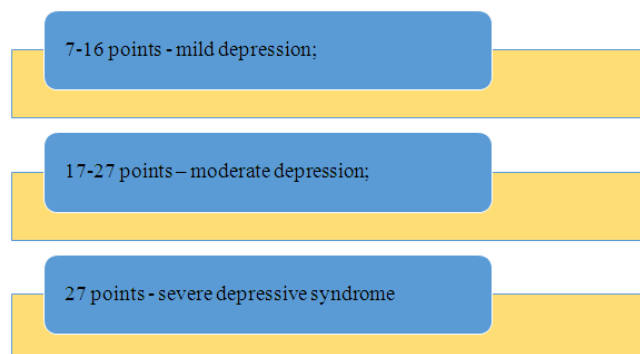 7-16 points - mild depression;
17-27 points – moderate depression;
27 points - severe depressive syndrome